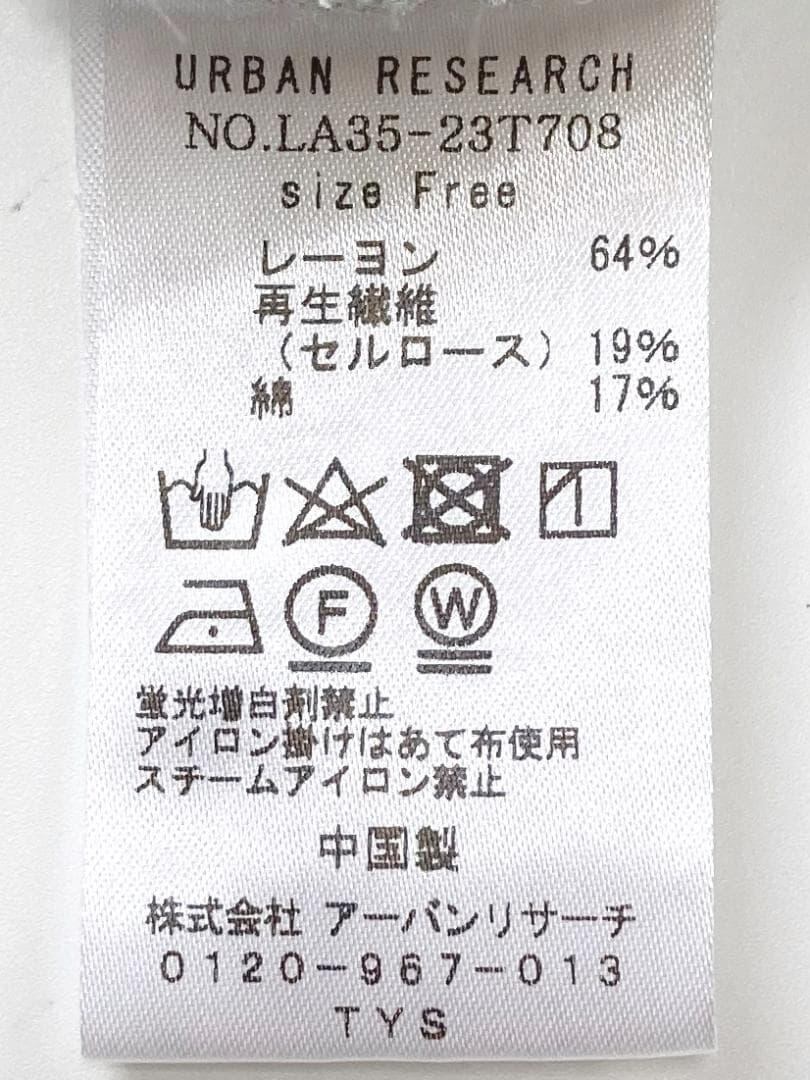 URBAN RESEARCH
NO.LA35-23T708
size Free
レーヨン 64%
再生繊維
（セルロース） 19%
綿 17%
F W
蛍光増白剤禁止
アイロン掛けはあて布使用
スチームアイロン禁止
中国製
株式会社 アーバンリサーチ
0120-967-013
TYS